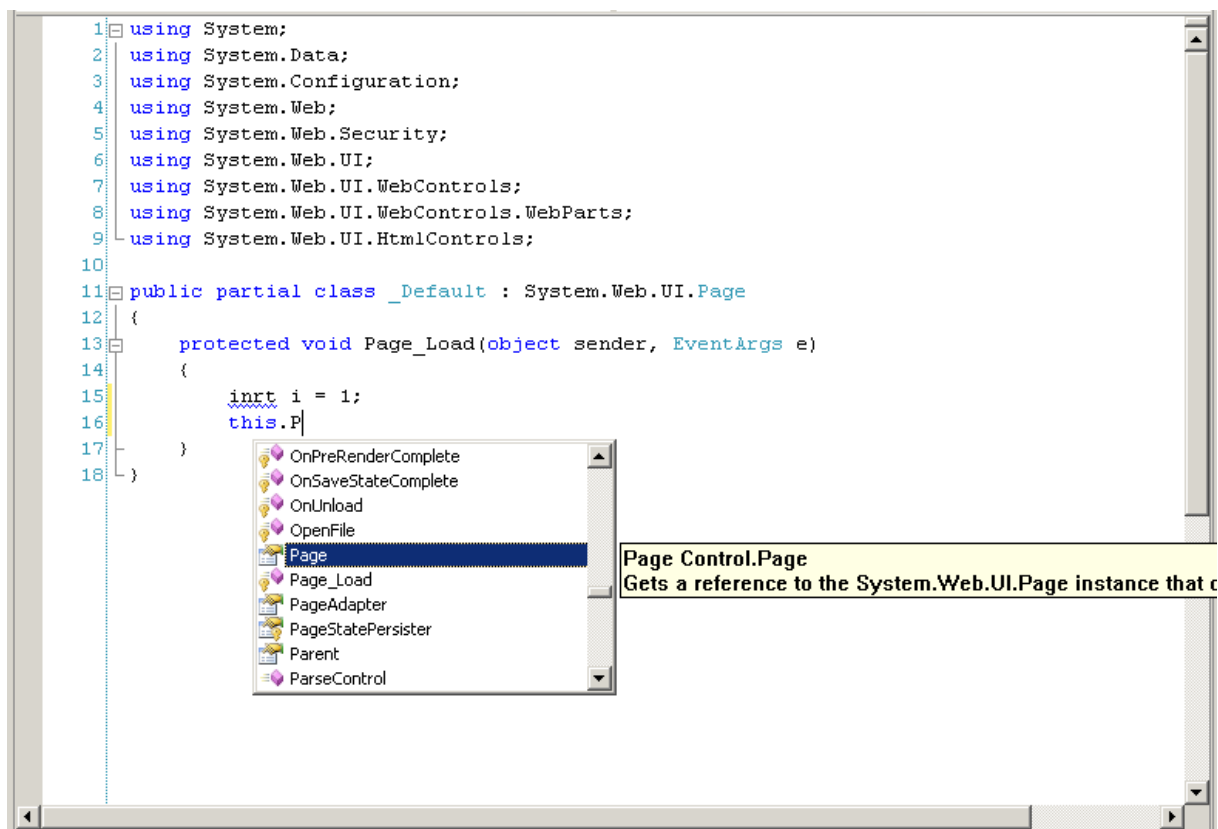 1 using System;
2 using System.Data;
3 using System.Configuration;
4 using System.Web;
5 using System.Web.Security;
6 using System.Web.UI;
7 using System.Web.UI.WebControls;
8 using System.Web.UI.WebControls.WebParts;
9 using System.Web.UI.HtmlControls;
10
11 public partial class _Default : System.Web.UI.Page
12 {
13 protected void Page_Load(object sender, EventArgs e)
14 {
15 inrt i = 1;
16 this.P
17 }
18 }
OnPreRenderComplete
OnSaveStateComplete
OnUnload
OpenFile
Page
Page_Load
PageAdapter
PageStatePersister
Parent
ParseControl
Page Control.Page
Gets a reference to the System.Web.UI.Page instance that